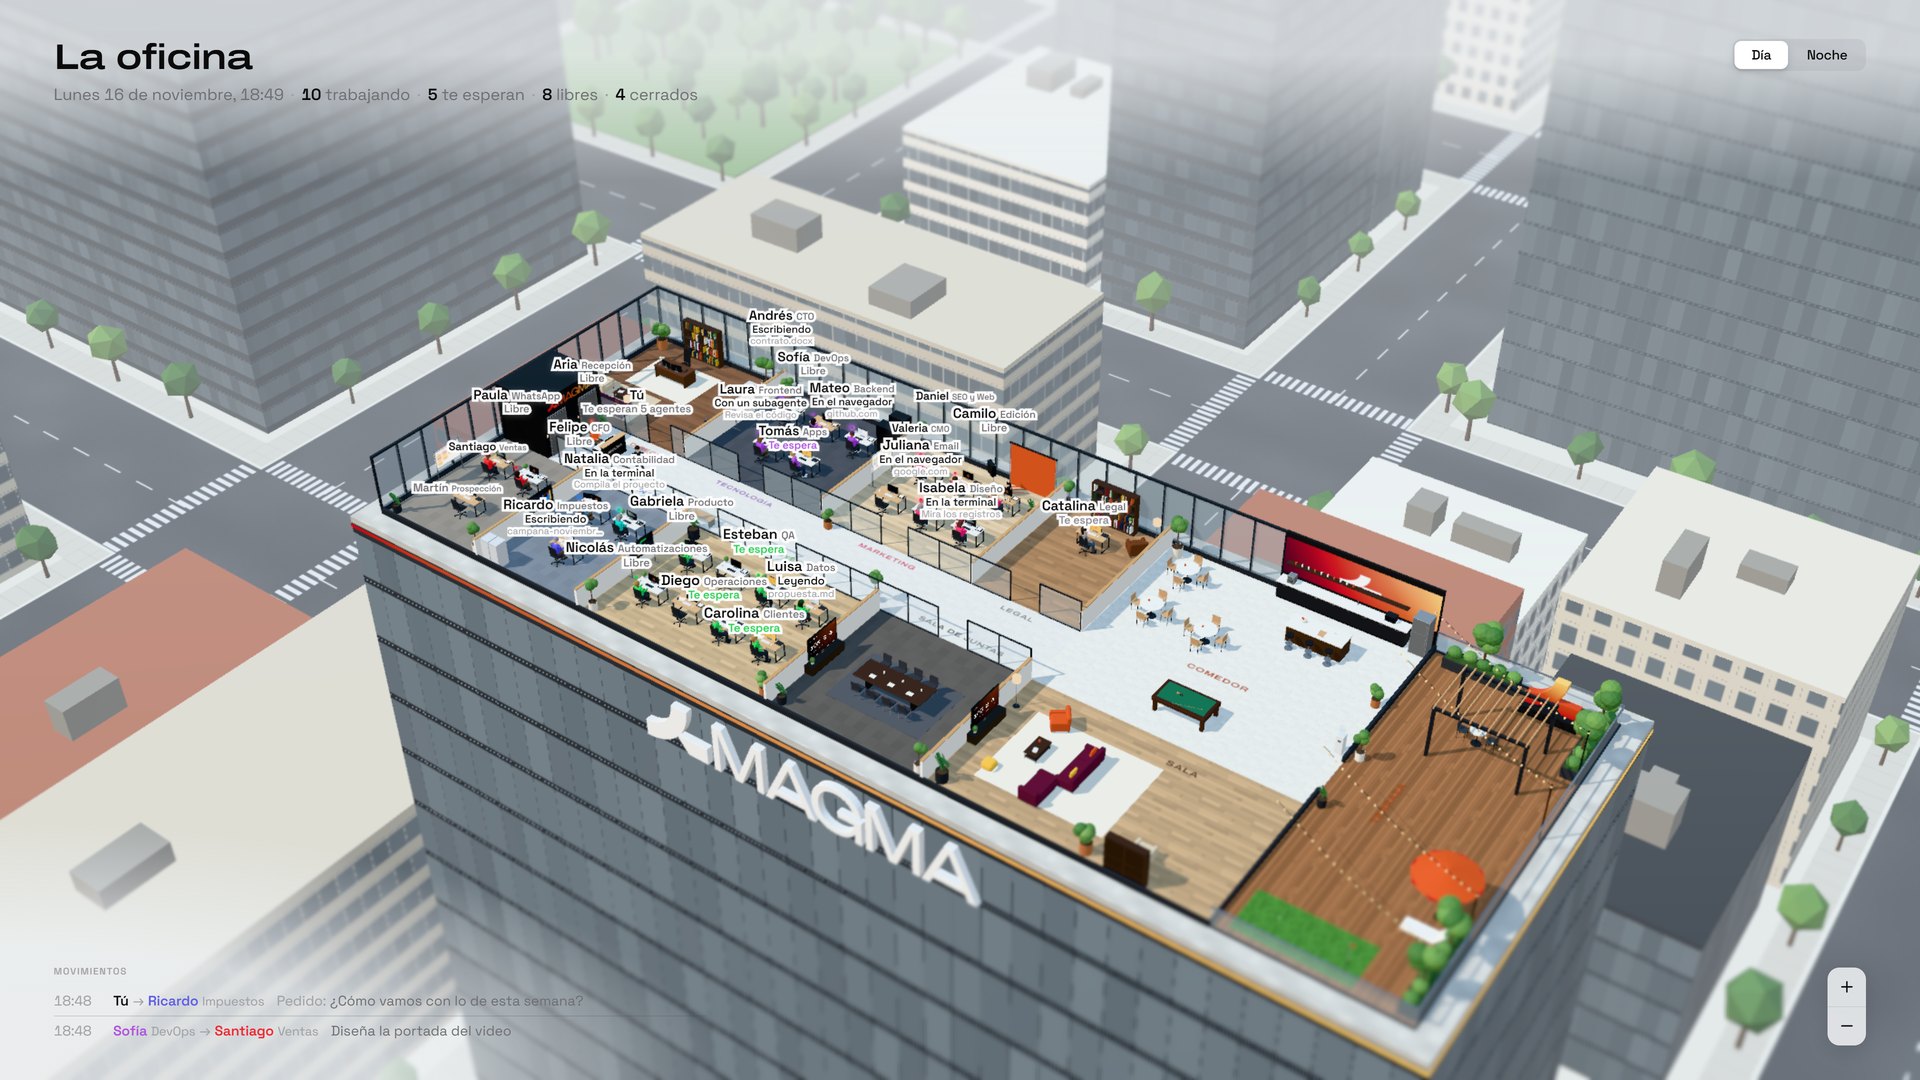 La oficina
Lunes 16 de noviembre, 18:49 · 10 trabajando · 5 te esperan · 8 libres · 4 cerrados
Día Noche
Andrés CTO
Escribiendo
contrato.docx
Sofía DevOps
Libre
Aria Recepción
Libre
Paula WhatsApp
Libre
Tú
Te esperan 5 agentes
Laura Frontend
Con un subagente
Revisa el código
Mateo Backend
En el navegador
github.com
Daniel SEO y Web
Camilo Edición
Libre
Felipe CFO
Libre
Tomás Apps
Te espera
Valeria CMO
Juliana Email
En el navegador
google.com
Santiago Ventas
Natalia Contabilidad
En la terminal
Compila el proyecto
Martín Prospección
Isabela Diseño
En la terminal
Mira los registros
Ricardo Impuestos
Escribiendo
campana-noviembr...
Gabriela Producto
Libre
Catalina Legal
Te espera
Nicolás Automatizaciones
Libre
Esteban QA
Te espera
Luisa Datos
Leyendo
propuesta.md
Diego Operaciones
Te espera
Carolina Clientes
Te espera
TECNOLOGÍA
MARKETING
LEGAL
SALA DE JUNTAS
COMEDOR
SALA
MAGMA
MOVIMIENTOS
18:48 Tú → Ricardo Impuestos Pedido: ¿Cómo vamos con lo de esta semana?
18:48 Sofía DevOps → Santiago Ventas Diseña la portada del video
+
−